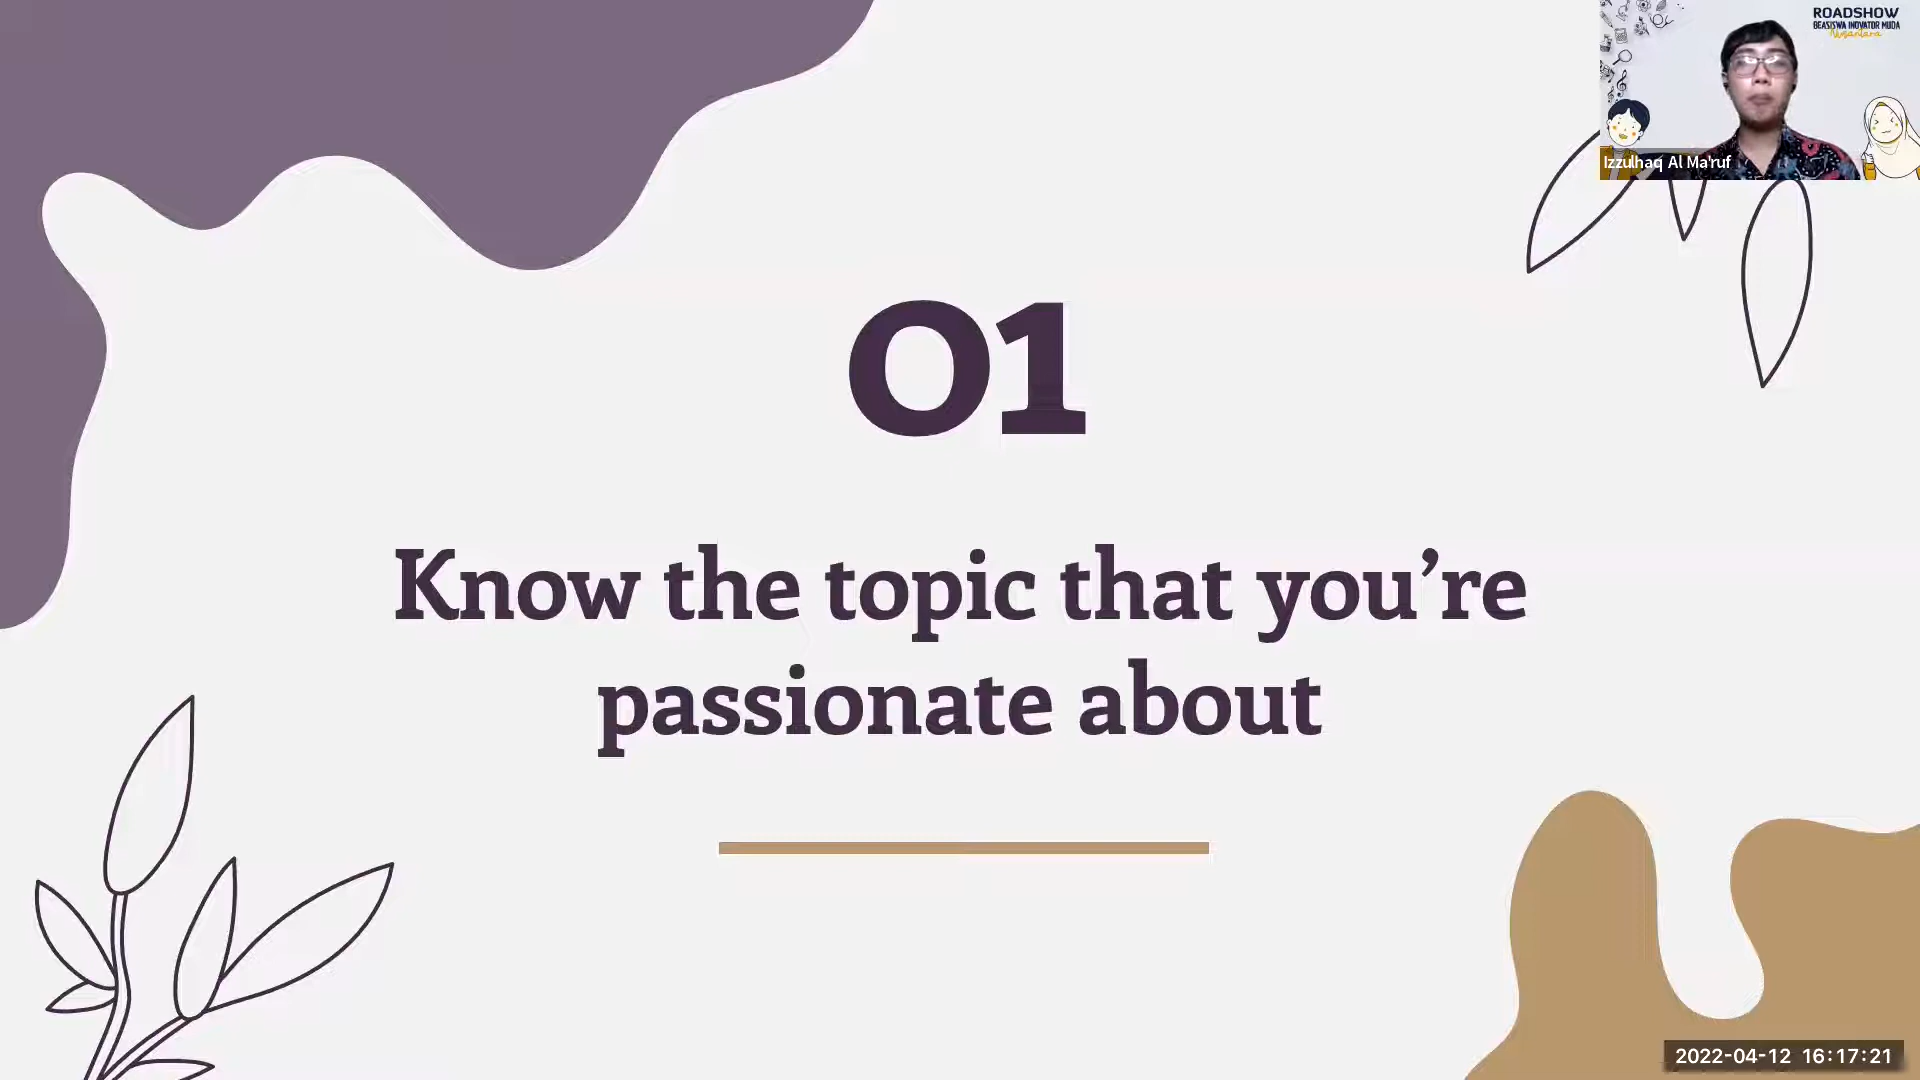 ROADSHOW
BEASISWA INOVATOR MUDA
Nusantara
Izzulhaq Al Ma'ruf
01
Know the topic that you’re
passionate about
2022-04-12 16:17:21